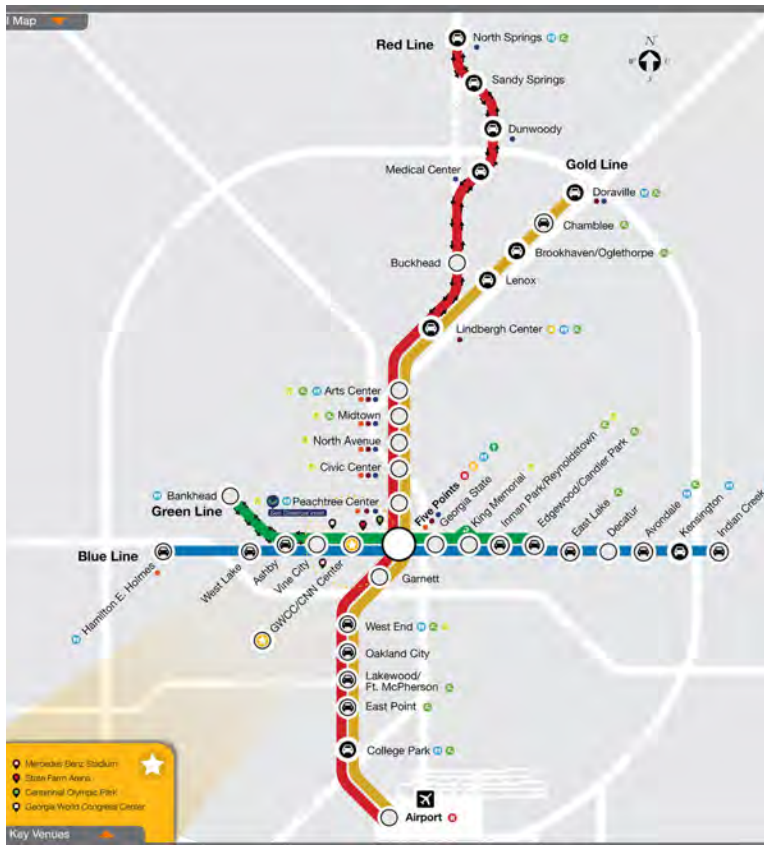 l Map
Red Line
North Springs
N
Sandy Springs
Dunwoody
Medical Center
Gold Line
Doraville
Chamblee
Brookhaven/Oglethorpe
Buckhead
Lenox
Lindbergh Center
Arts Center
Midtown
North Avenue
Civic Center
Peachtree Center
Bankhead
Green Line
Blue Line
Hamilton E. Holmes
West Lake
Ashby
Vine City
GWCC/CNN Center
Five Points
Georgia State
King Memorial
Inman Park/Reynoldstown
Edgewood/Candler Park
East Lake
Decatur
Avondale
Kensington
Indian Creek
Garnett
West End
Oakland City
Lakewood/
Ft. McPherson
East Point
College Park
Airport
Mercedes Benz Stadium
State Farm Arena
Centennial Olympic Park
Georgia World Congress Center
Key Venues